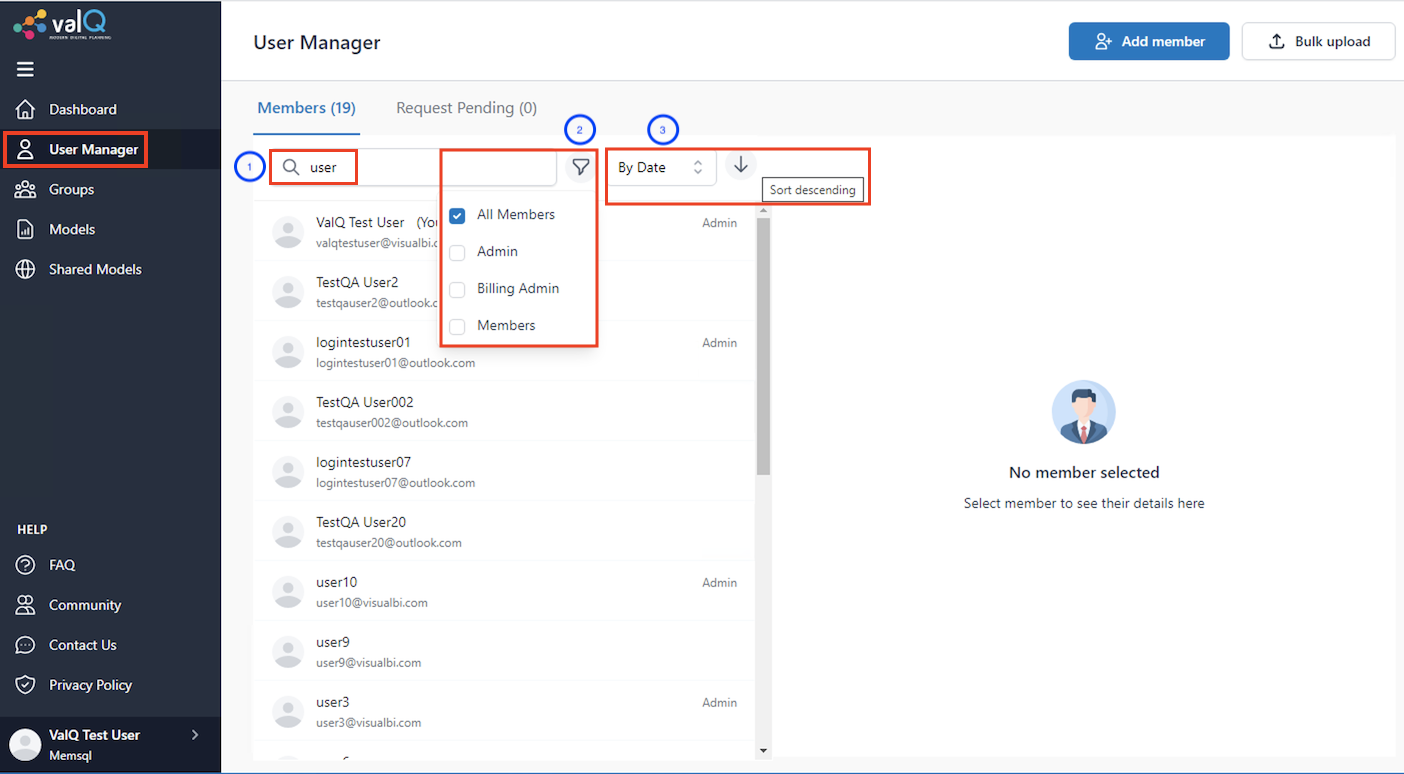 valQ
MODERN DIGITAL PLANNING
Dashboard
User Manager
Groups
Models
Shared Models
HELP
FAQ
Community
Contact Us
Privacy Policy
ValQ Test User
Memsql
User Manager
Add member
Bulk upload
Members (19)
Request Pending (0)
1
2
3
user
By Date
Sort descending
All Members
Admin
Billing Admin
Members
ValQ Test User (You
Admin
valqtestuser@visualbi.c
TestQA User2
testqauser2@outlook.c
logintestuser01
Admin
logintestuser01@outlook.com
TestQA User002
testqauser002@outlook.com
logintestuser07
logintestuser07@outlook.com
TestQA User20
testqauser20@outlook.com
user10
Admin
user10@visualbi.com
user9
user9@visualbi.com
user3
Admin
user3@visualbi.com
No member selected
Select member to see their details here